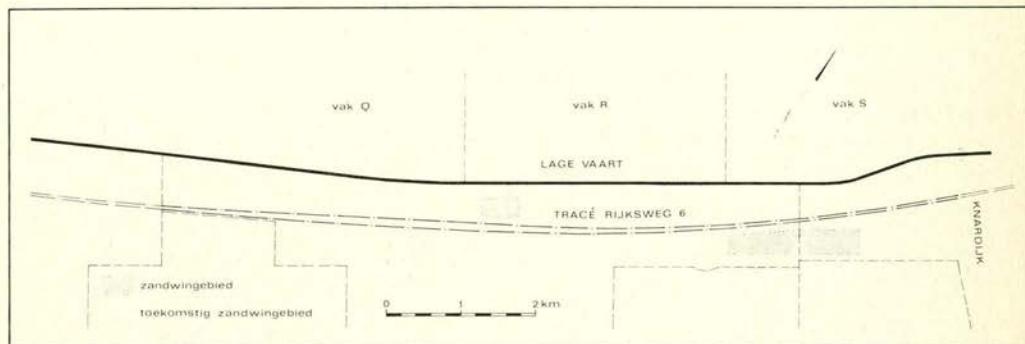 vak Q
vak R
vak S
LAGE VAART
TRACÉ RIJKSWEG 6
KNARDIJK
zandwingebied
toekomstig zandwingebied
0 1 2 km